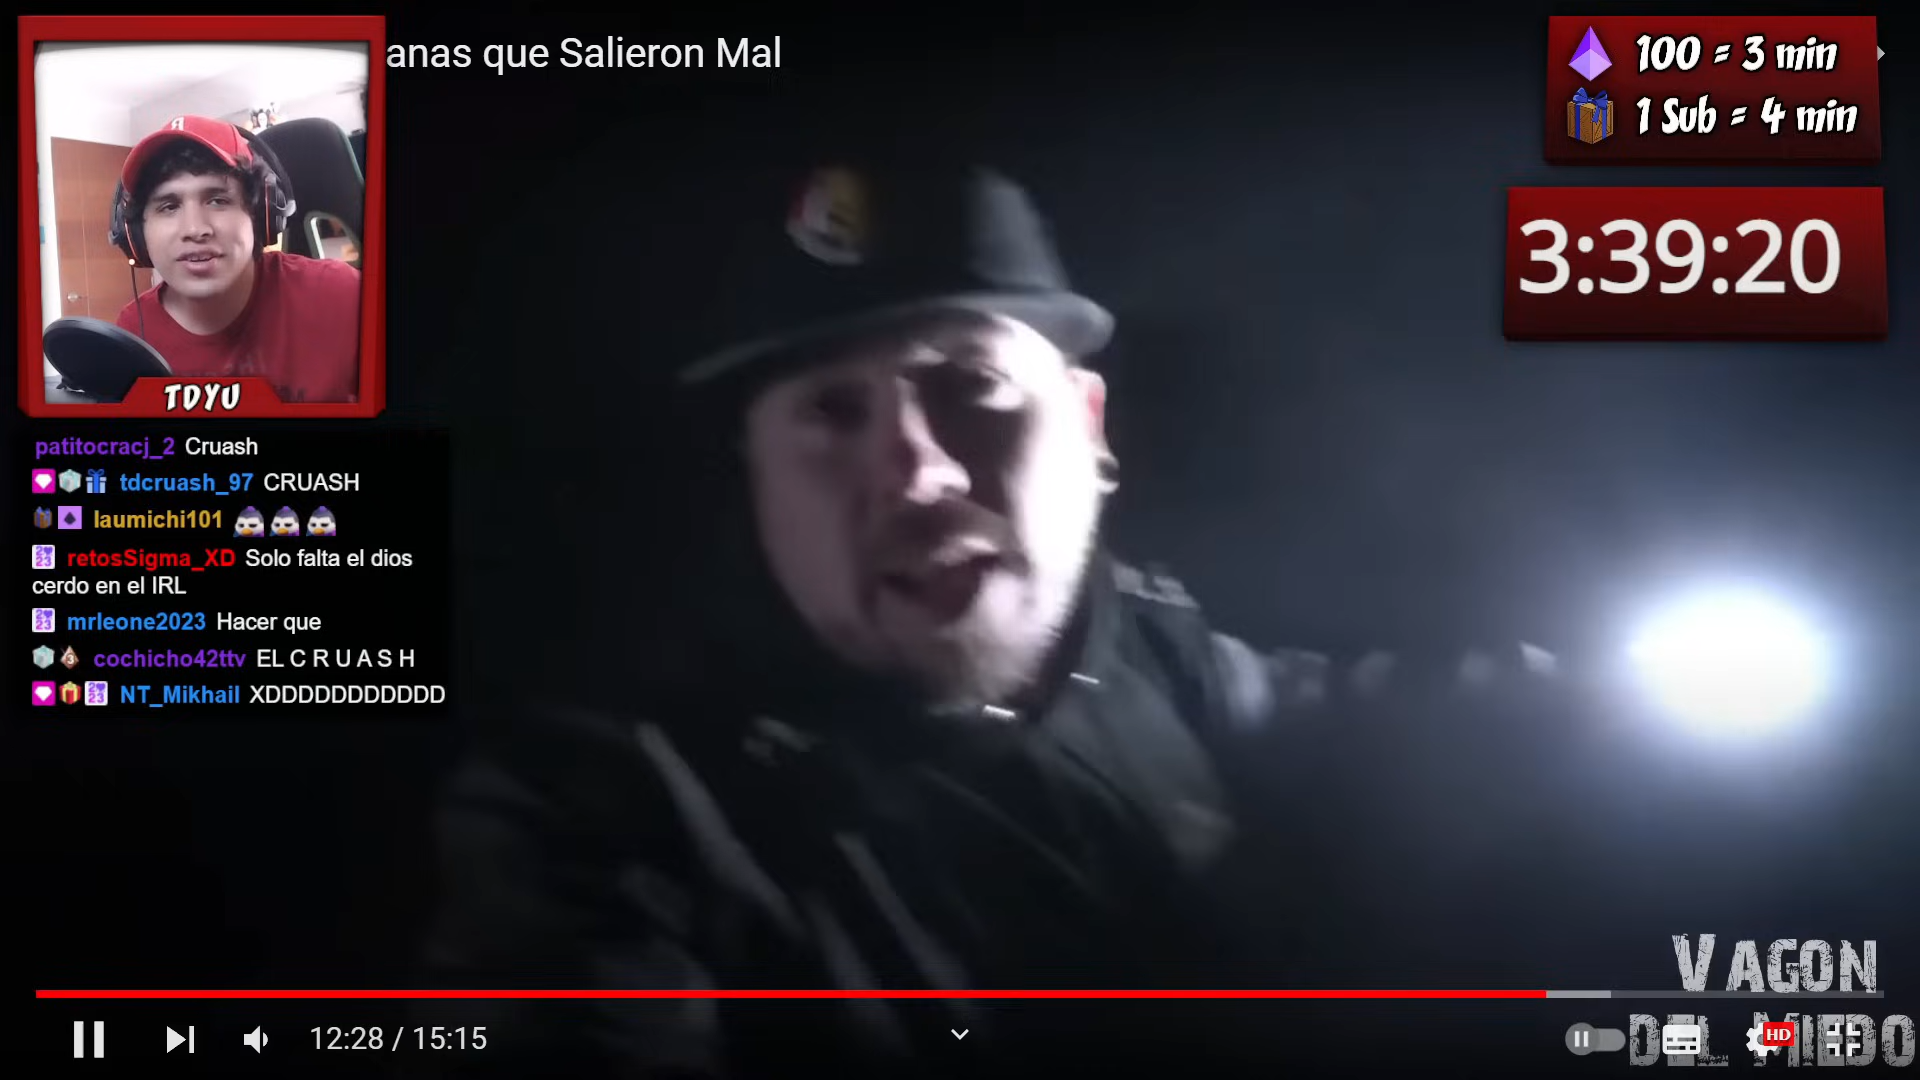 anas que Salieron Mal
100 = 3 min
1 Sub = 4 min
3:39:20
TDYU
patitocracj_2 Cruash
tdcruash_97 CRUASH
laumichi101
retosSigma_XD Solo falta el dios
cerdo en el IRL
mrleone2023 Hacer que
cochicho42ttv EL C R U A S H
NT_Mikhail XDDDDDDDDDDD
VAGON
DEL MIEDO
12:28 / 15:15
HD